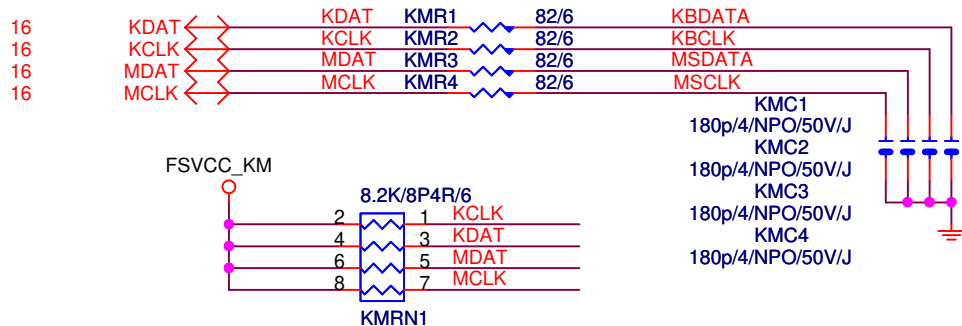 16 KDAT KDAT KMR1 82/6 KBDATA
16 KCLK KCLK KMR2 82/6 KBCLK
16 MDAT MDAT KMR3 82/6 MSDATA
16 MCLK MCLK KMR4 82/6 MSCLK
KMC1
180p/4/NPO/50V/J
KMC2
180p/4/NPO/50V/J
KMC3
180p/4/NPO/50V/J
KMC4
180p/4/NPO/50V/J
FSVCC_KM
8.2K/8P4R/6
2 1 KCLK
4 3 KDAT
6 5 MDAT
8 7 MCLK
KMRN1